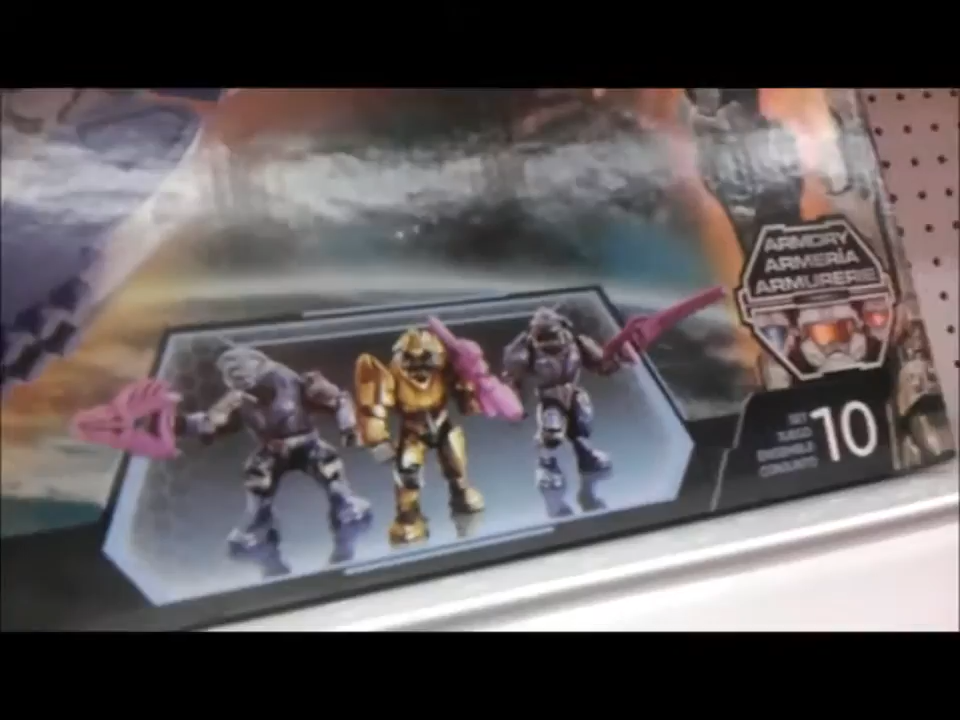 ARMORY
ARMERÍA
ARMURERIE
SET
JUEGO
ENSEMBLE
CONJUNTO
10